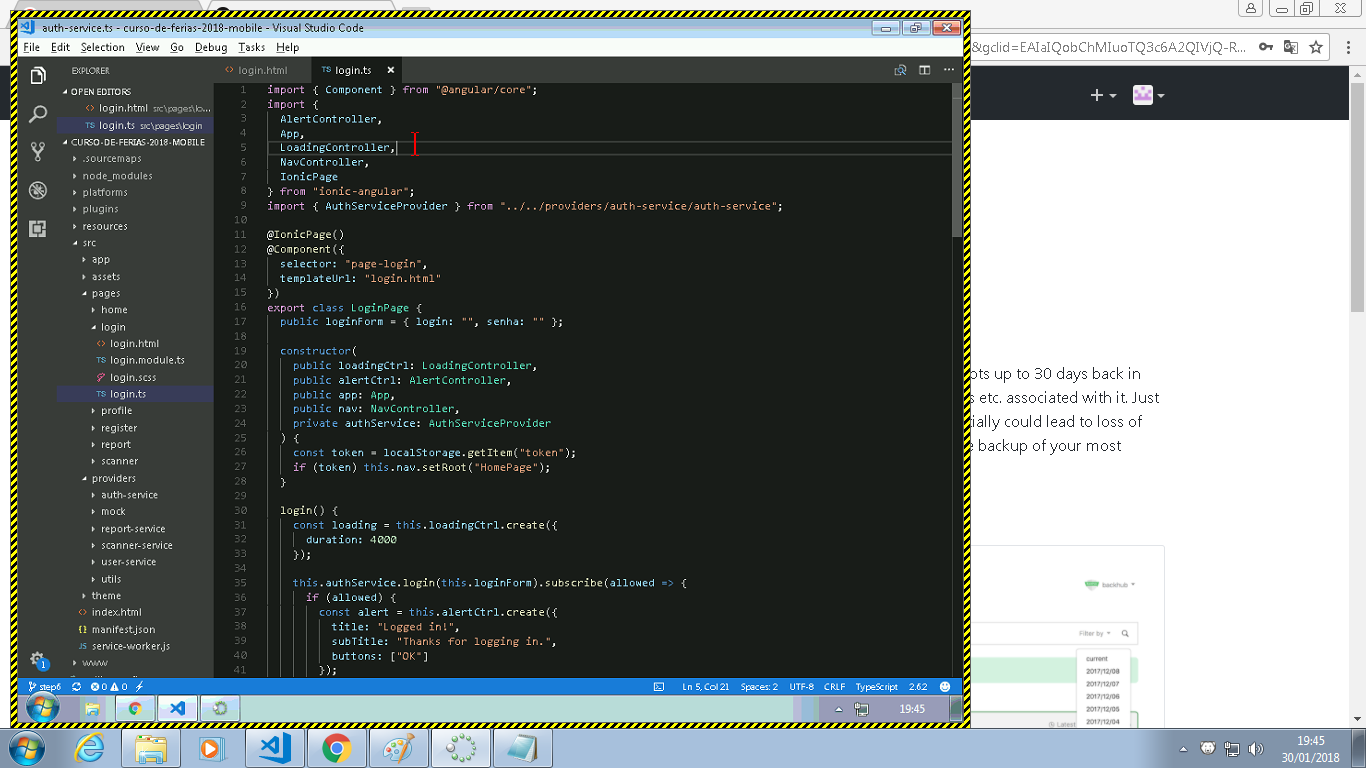 auth-service.ts - curso-de-ferias-2018-mobile - Visual Studio Code
File Edit Selection View Go Debug Tasks Help
EXPLORER
OPEN EDITORS
login.html src\pages\lo...
login.ts src\pages\login
CURSO-DE-FERIAS-2018-MOBILE
.sourcemaps
node_modules
platforms
plugins
resources
src
app
assets
pages
home
login
login.html
login.module.ts
login.scss
TS login.ts
profile
register
report
scanner
providers
auth-service
mock
report-service
scanner-service
user-service
utils
theme
index.html
manifest.json
JS service-worker.js
www
login.html
TS login.ts
1 import { Component } from "@angular/core";
2 import {
3 AlertController,
4 App,
5 LoadingController,
6 NavController,
7 IonicPage
8 } from "ionic-angular";
9 import { AuthServiceProvider } from "../../providers/auth-service/auth-service";
10
11 @IonicPage()
12 @Component({
13 selector: "page-login",
14 templateUrl: "login.html"
15 })
16 export class LoginPage {
17 public loginForm = { login: "", senha: "" };
18
19 constructor(
20 public loadingCtrl: LoadingController,
21 public alertCtrl: AlertController,
22 public app: App,
23 public nav: NavController,
24 private authService: AuthServiceProvider
25 ) {
26 const token = localStorage.getItem("token");
27 if (token) this.nav.setRoot("HomePage");
28 }
29
30 login() {
31 const loading = this.loadingCtrl.create({
32 duration: 4000
33 });
34
35 this.authService.login(this.loginForm).subscribe(allowed => {
36 if (allowed) {
37 const alert = this.alertCtrl.create({
38 title: "Logged in!",
39 subTitle: "Thanks for logging in.",
40 buttons: ["OK"]
41 });
1
step6 0 0 Ln 5, Col 21 Spaces: 2 UTF-8 CRLF TypeScript 2.6.2
19:45
&gclid=EAIaIQobChMIuoTQ3c6A2QIVjQ-R...
ots up to 30 days back in
s etc. associated with it. Just
ially could lead to loss of
e backup of your most
backhub
Filter by
current
2017/12/08
2017/12/07
2017/12/06
2017/12/05
2017/12/04
Latest
19:45
30/01/2018